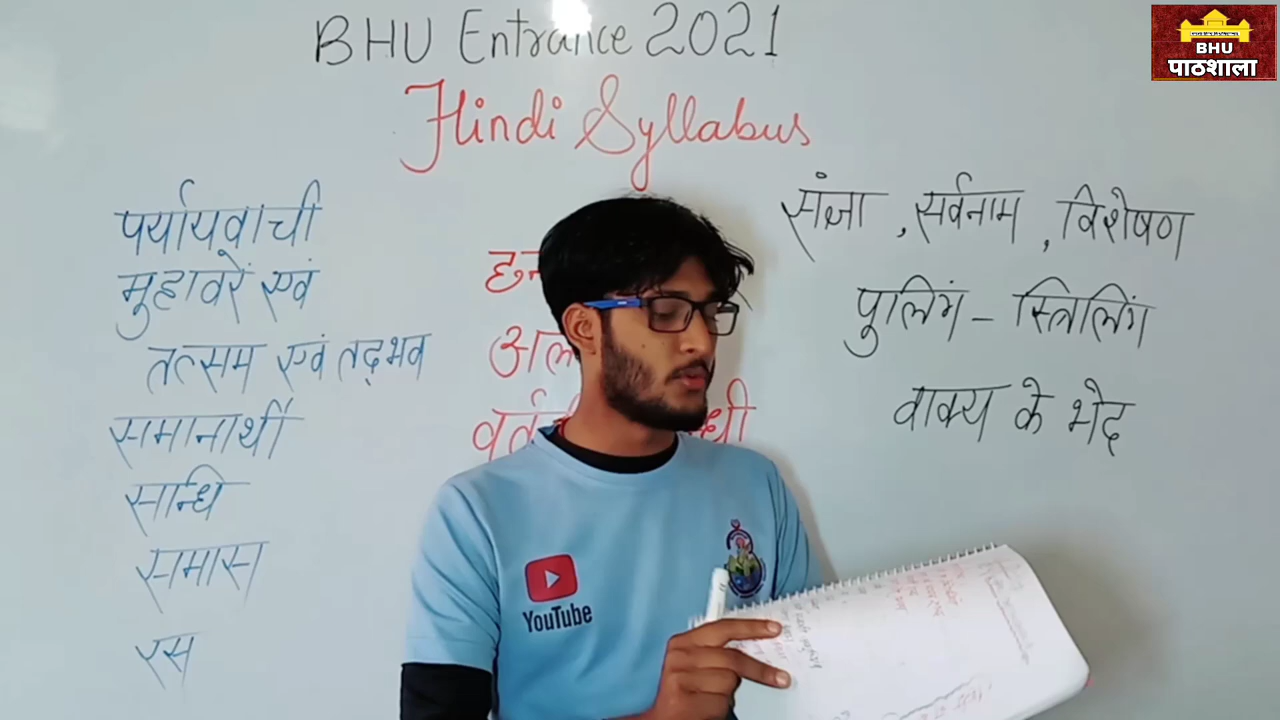 BHU Entrance 2021
Hindi Syllabus
BHU
पाठशाला
पर्यायवाची
मुहावरें एवं
तत्सम एवं तद्भव
समानार्थी
सन्धि
समास
रस
संज्ञा , सर्वनाम , विशेषण
पुलिंग - स्त्रिलिंग
वाक्य के भेद
YouTube